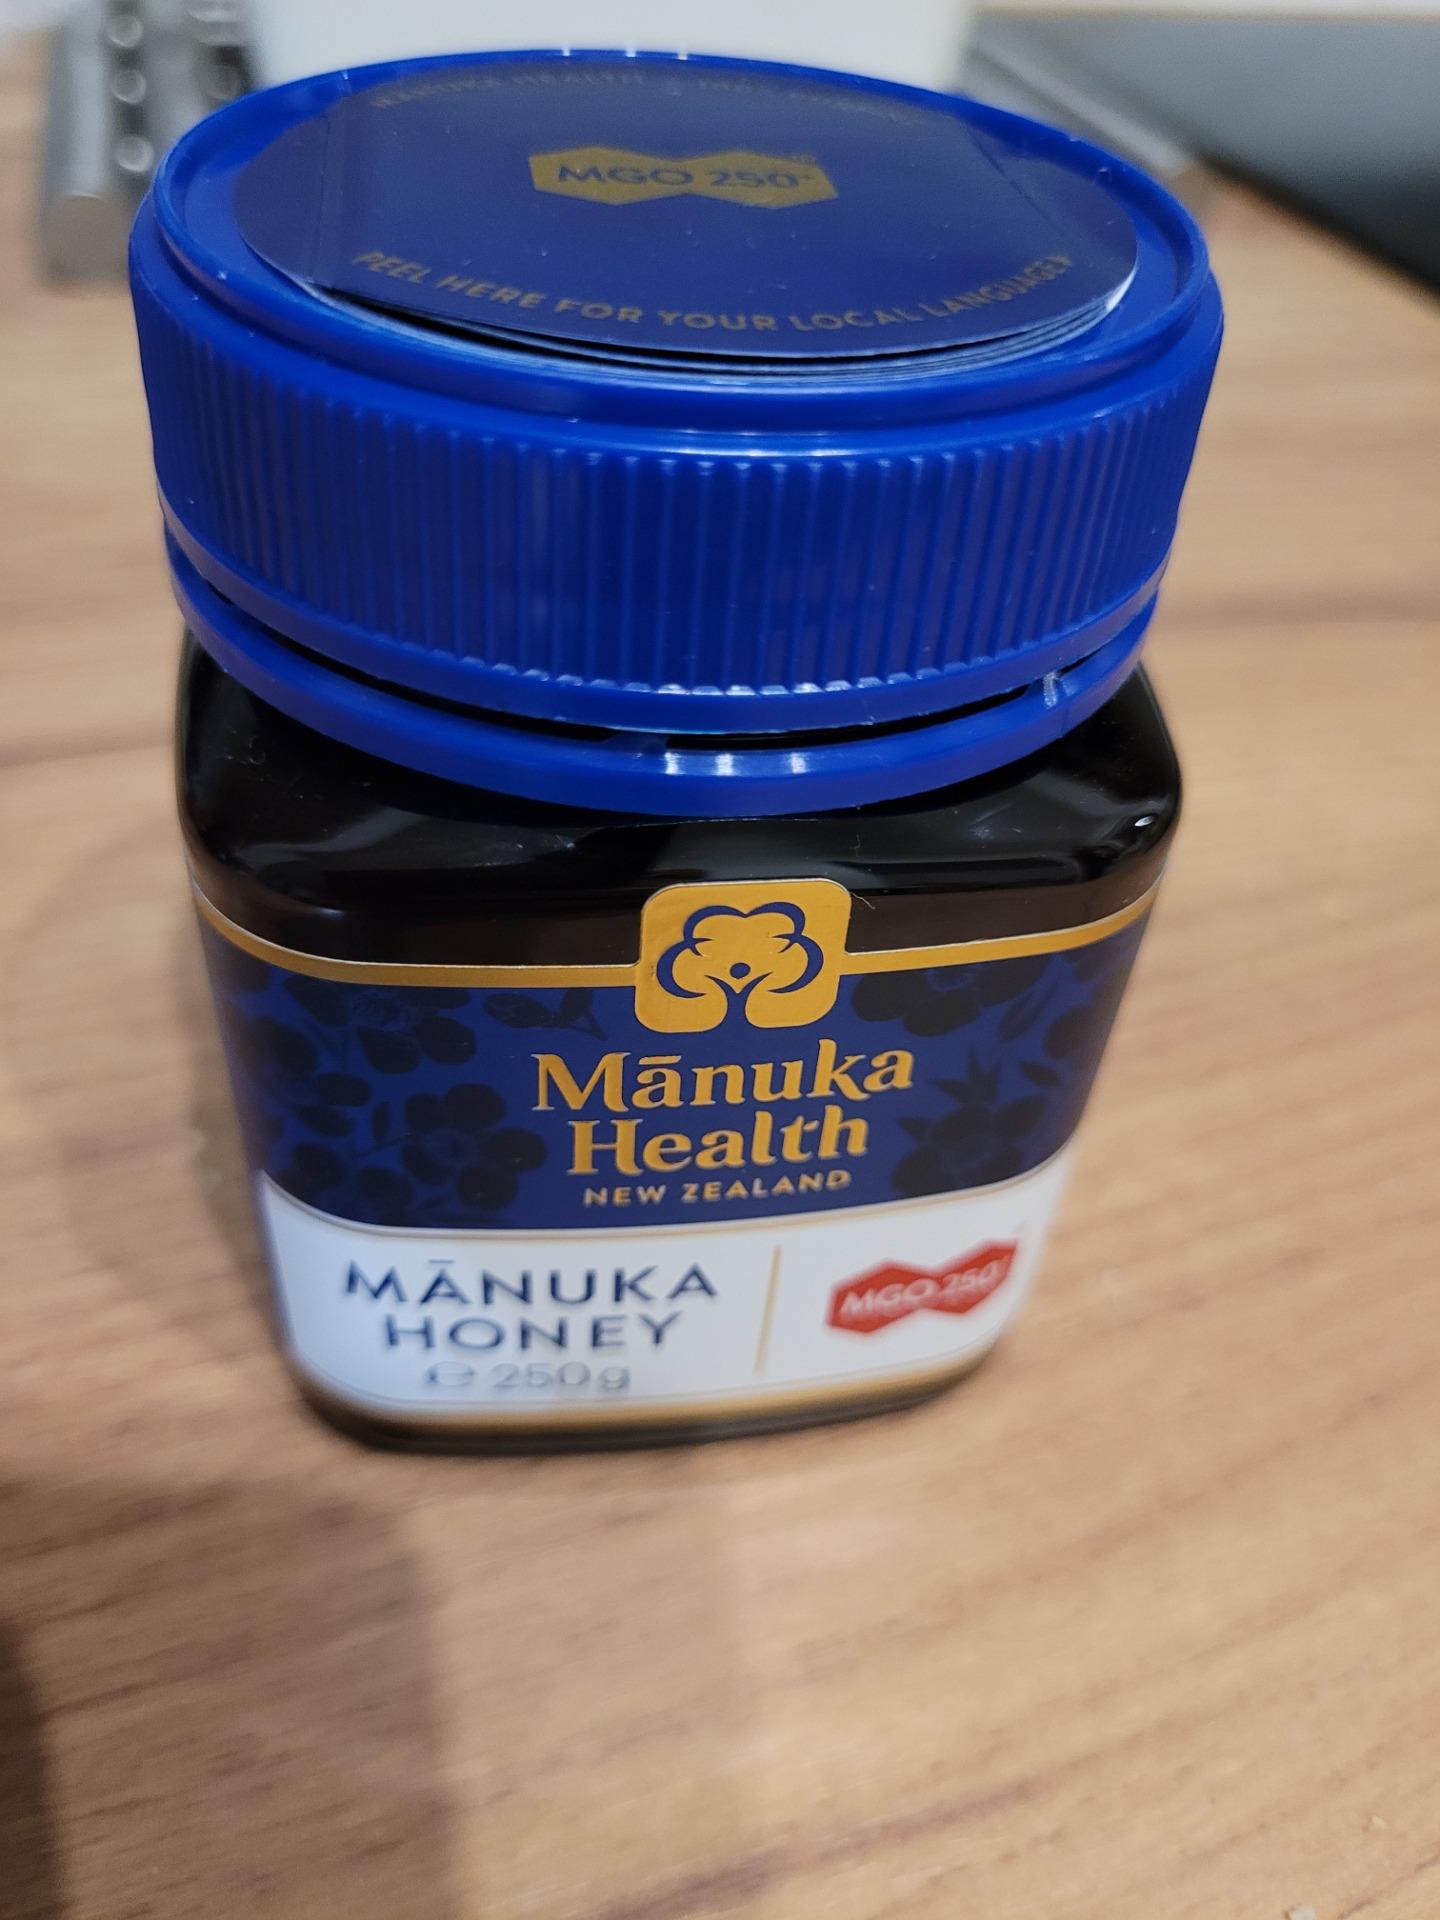 MGO 250+
PEEL HERE FOR YOUR LOCAL LANGUAGE
Mānuka
Health
NEW ZEALAND
MĀNUKA
HONEY
℮ 250g
MGO 250+